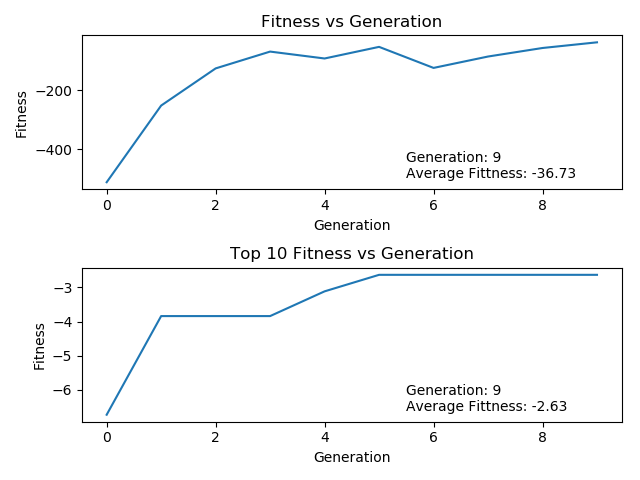 Fitness vs Generation
Fitness
−200
−400
Generation: 9
Average Fittness: -36.73
0 2 4 6 8
Generation
Top 10 Fitness vs Generation
Fitness
−3
−4
−5
−6
Generation: 9
Average Fittness: -2.63
0 2 4 6 8
Generation